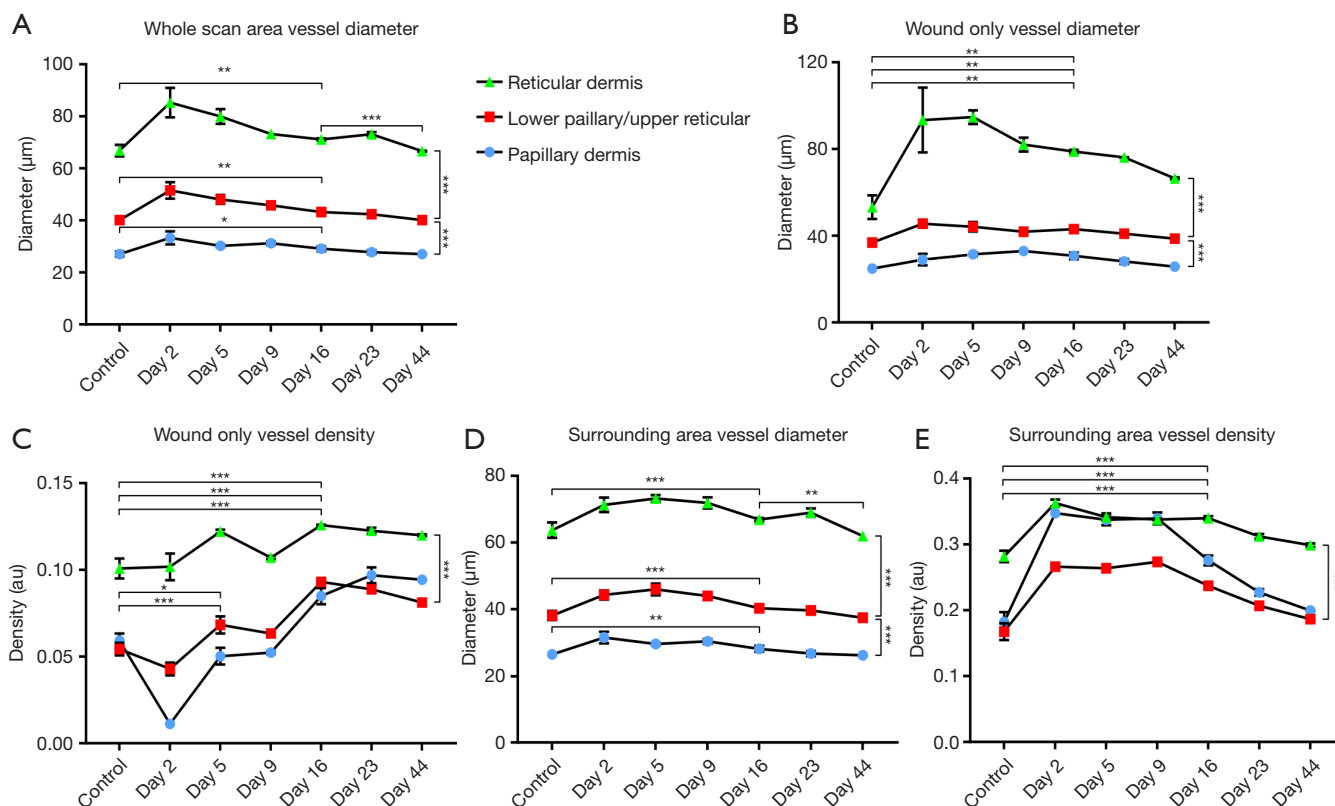 A
Whole scan area vessel diameter
Diameter (µm)
100
80
60
40
20
0
**
***
**
*
***
***
Control
Day 2
Day 5
Day 9
Day 16
Day 23
Day 44
Reticular dermis
Lower paillary/upper reticular
Papillary dermis
B
Wound only vessel diameter
Diameter (µm)
120
80
40
0
**
**
**
***
***
Control
Day 2
Day 5
Day 9
Day 16
Day 23
Day 44
C
Wound only vessel density
Density (au)
0.15
0.10
0.05
0.00
***
***
***
*
***
***
Control
Day 2
Day 5
Day 9
Day 16
Day 23
Day 44
D
Surrounding area vessel diameter
Diameter (µm)
80
60
40
20
0
***
**
***
**
***
***
Control
Day 2
Day 5
Day 9
Day 16
Day 23
Day 44
E
Surrounding area vessel density
Density (au)
0.4
0.3
0.2
0.1
0.0
***
***
***
Control
Day 2
Day 5
Day 9
Day 16
Day 23
Day 44